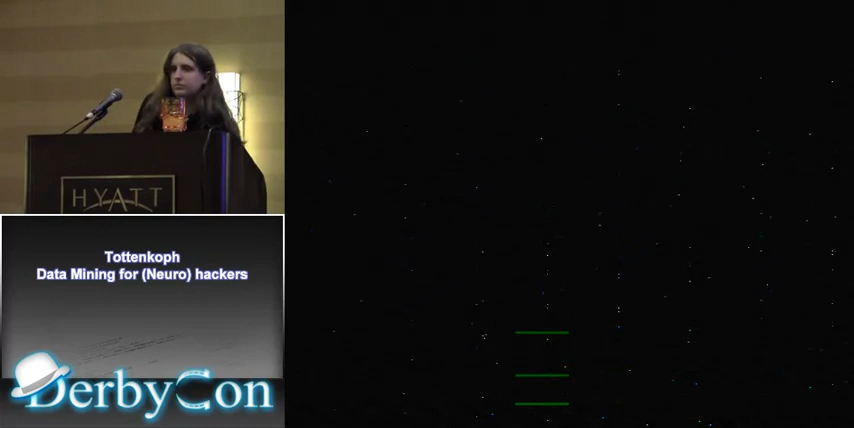 HYATT
Tottenkoph
Data Mining for (Neuro) hackers
DerbyCon